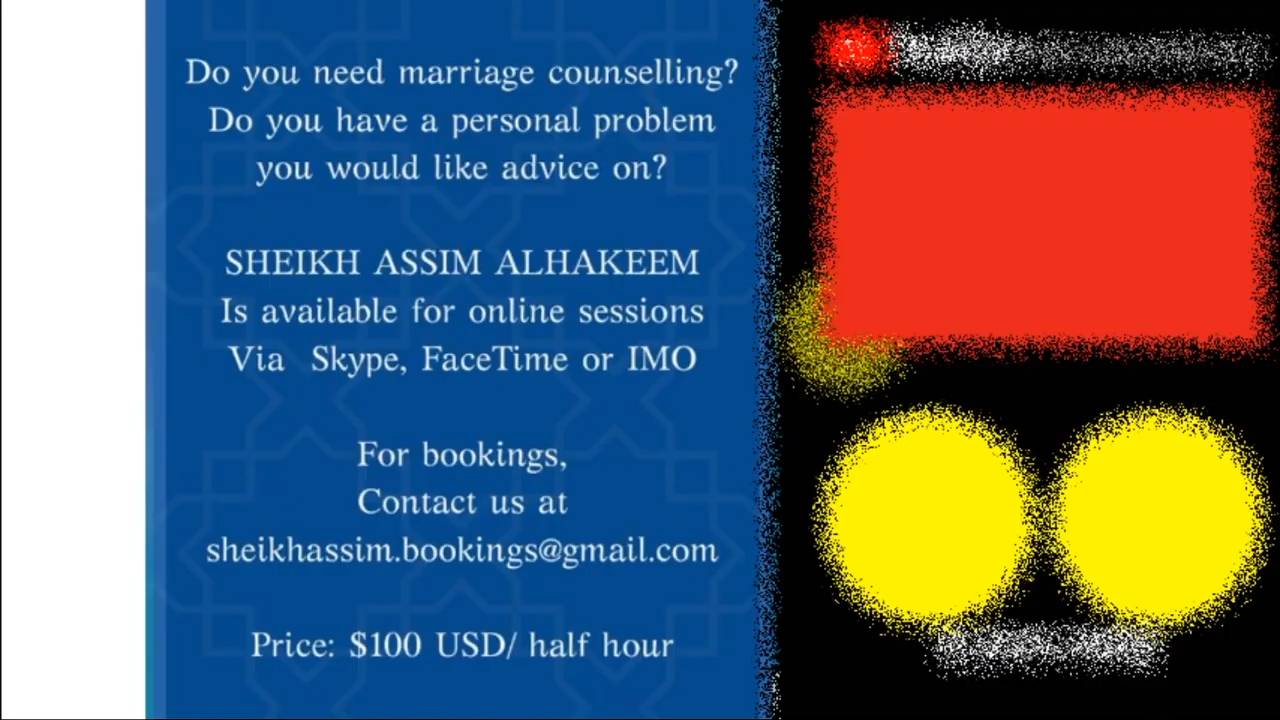 Do you need marriage counselling?
Do you have a personal problem
you would like advice on?
SHEIKH ASSIM ALHAKEEM
Is available for online sessions
Via Skype, FaceTime or IMO
For bookings,
Contact us at
sheikhassim.bookings@gmail.com
Price: $100 USD/ half hour